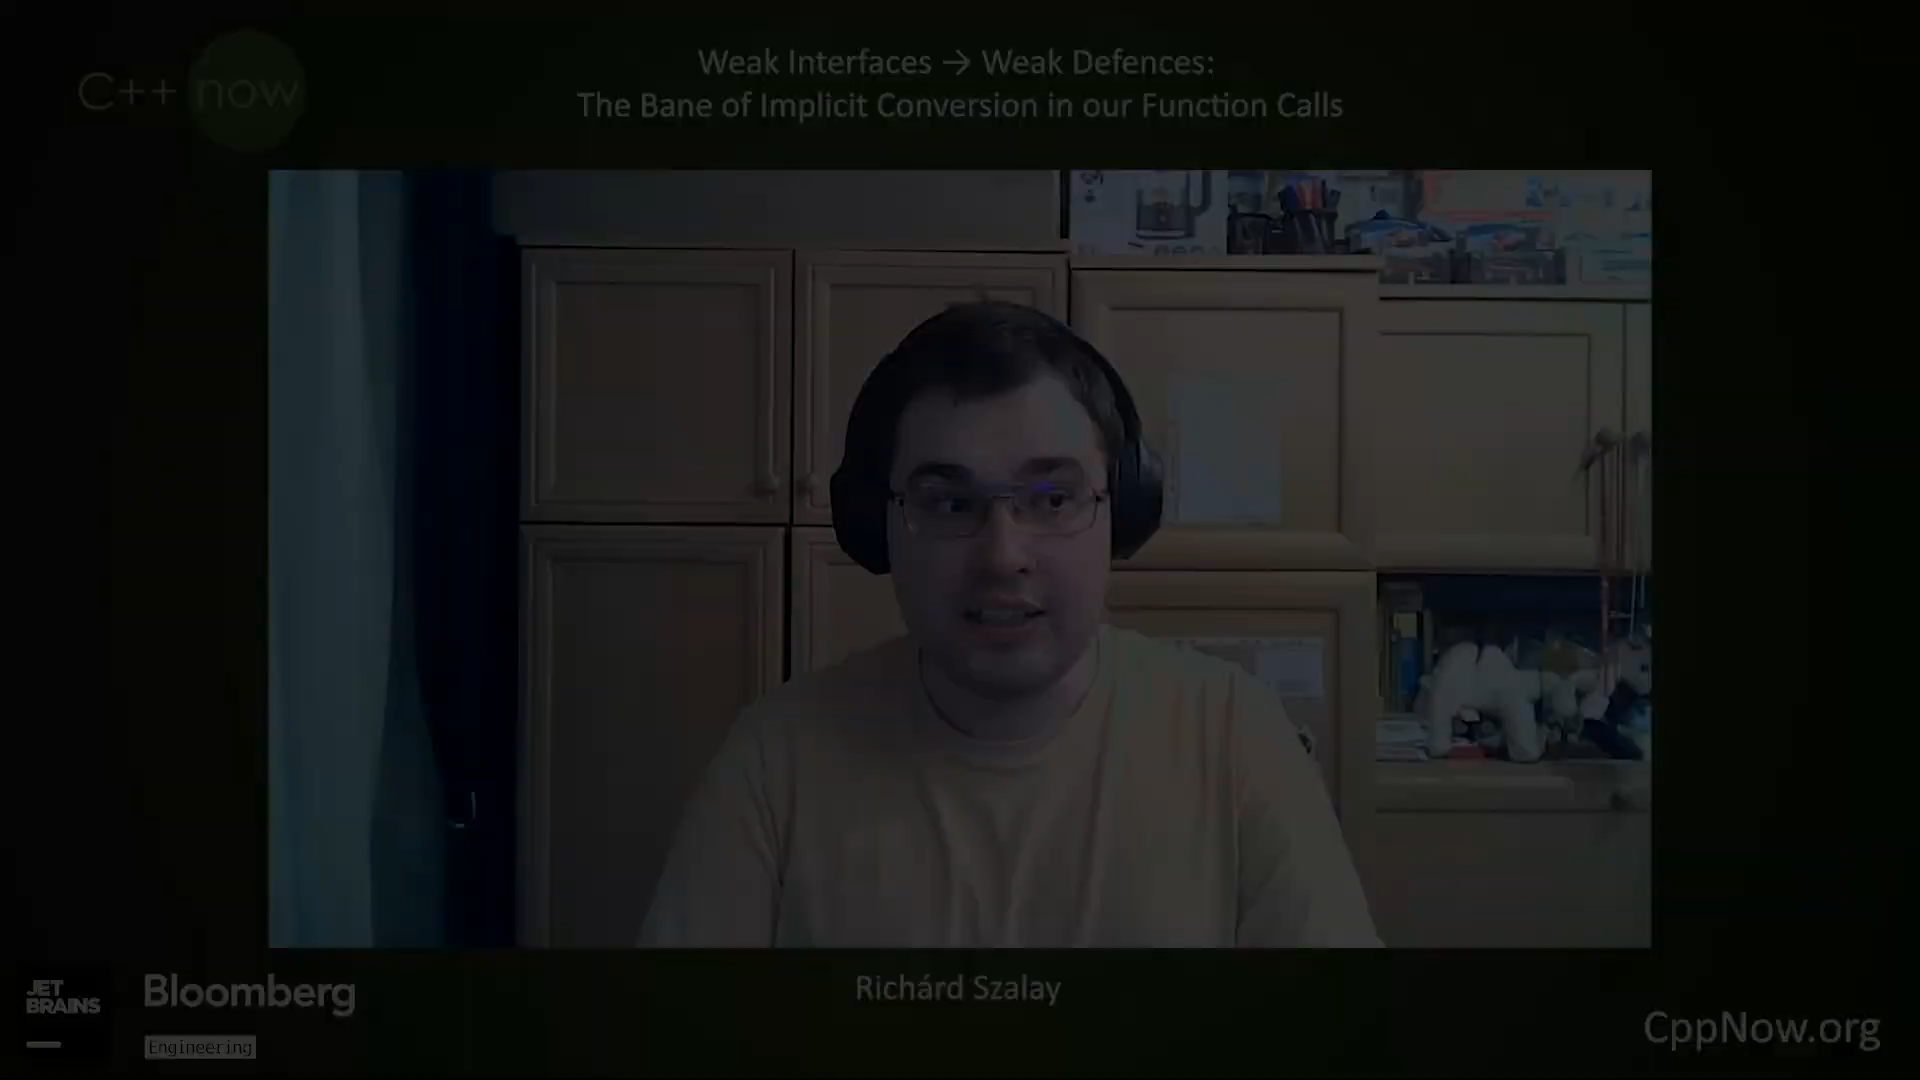 C++ now
Weak Interfaces → Weak Defences:
The Bane of Implicit Conversion in our Function Calls
JET
BRAINS
Bloomberg
Engineering
Richárd Szalay
CppNow.org